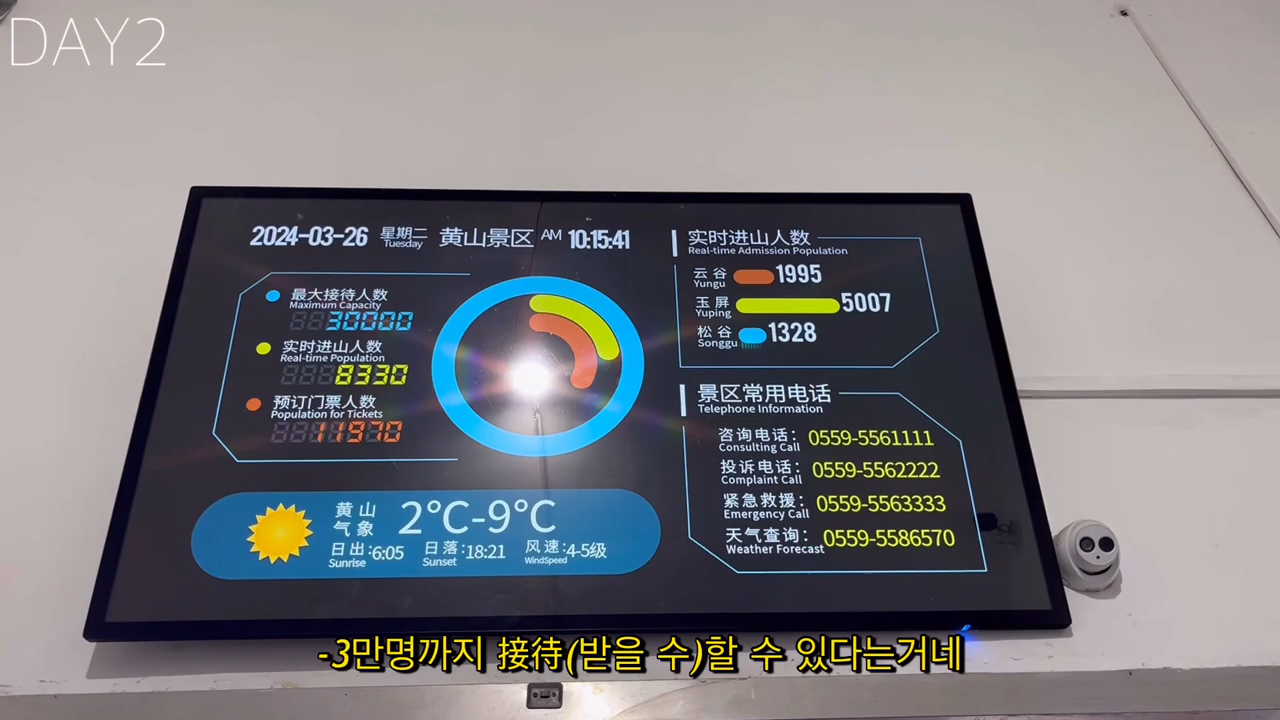 DAY2
2024-03-26 星期二 Tuesday 黄山景区 AM 10:15:41
最大接待人数
Maximum Capacity
30000
实时进山人数
Real-time Population
8330
预订门票人数
Population for Tickets
11970
黄山气象 2°C-9°C
日出:6:05 日落:18:21 风速:4-5级
Sunrise Sunset WindSpeed
实时进山人数
Real-time Admission Population
云谷 1995
Yungu
玉屏 5007
Yuping
松谷 1328
Songgu
景区常用电话
Telephone Information
咨询电话: 0559-5561111
Consulting Call
投诉电话: 0559-5562222
Complaint Call
紧急救援: 0559-5563333
Emergency Call
天气查询: 0559-5586570
Weather Forecast
-3만명까지 接待(받을 수)할 수 있다는거네